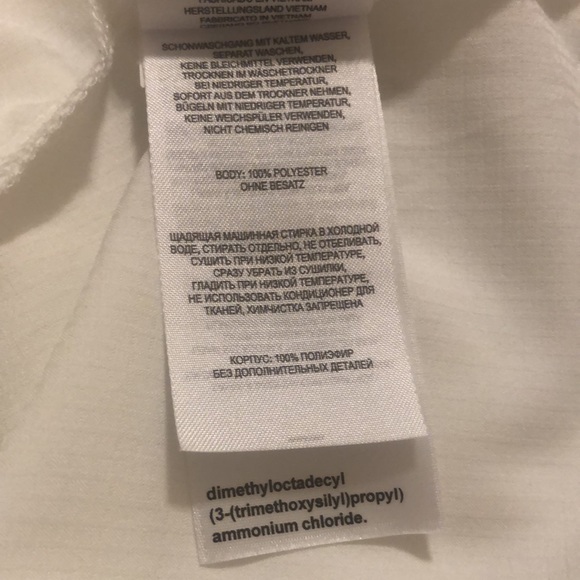 HERSTELLUNGSLAND VIETNAM
FABRICATO IN VIETNAM
SCHONWASCHGANG MIT KALTEM WASSER,
SEPARAT WASCHEN,
KEINE BLEICHMITTEL VERWENDEN,
TROCKNEN IM WÄSCHETROCKNER
BEI NIEDRIGER TEMPERATUR,
SOFORT AUS DEM TROCKNER NEHMEN,
BÜGELN MIT NIEDRIGER TEMPERATUR,
KEINE WEICHSPÜLER VERWENDEN,
NICHT CHEMISCH REINIGEN
BODY: 100% POLYESTER
OHNE BESATZ
ЩАДЯЩАЯ МАШИННАЯ СТИРКА В ХОЛОДНОЙ
ВОДЕ, СТИРАТЬ ОТДЕЛЬНО, НЕ ОТБЕЛИВАТЬ,
СУШИТЬ ПРИ НИЗКОЙ ТЕМПЕРАТУРЕ,
СРАЗУ УБРАТЬ ИЗ СУШИЛКИ,
ГЛАДИТЬ ПРИ НИЗКОЙ ТЕМПЕРАТУРЕ,
НЕ ИСПОЛЬЗОВАТЬ КОНДИЦИОНЕР ДЛЯ
ТКАНЕЙ, ХИМЧИСТКА ЗАПРЕЩЕНА
КОРПУС: 100% ПОЛИЭФИР
БЕЗ ДОПОЛНИТЕЛЬНЫХ ДЕТАЛЕЙ
dimethyloctadecyl
(3-(trimethoxysilyl)propyl)
ammonium chloride.